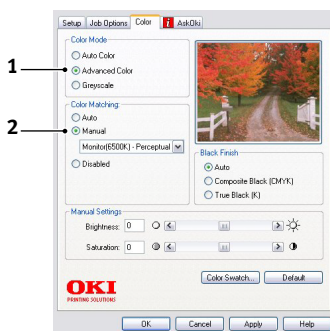 Setup Job Options Color AskOki
Color Mode
Auto Color
1
Advanced Color
Greyscale
Color Matching:
Auto
2
Manual
Monitor(6500K) - Perceptual
Disabled
Black Finish
Auto
Composite Black (CMYK)
True Black (K)
Manual Settings
Brightness: 0
Saturation: 0
Color Swatch... Default
OKI
PRINTING SOLUTIONS
OK Cancel Apply Help